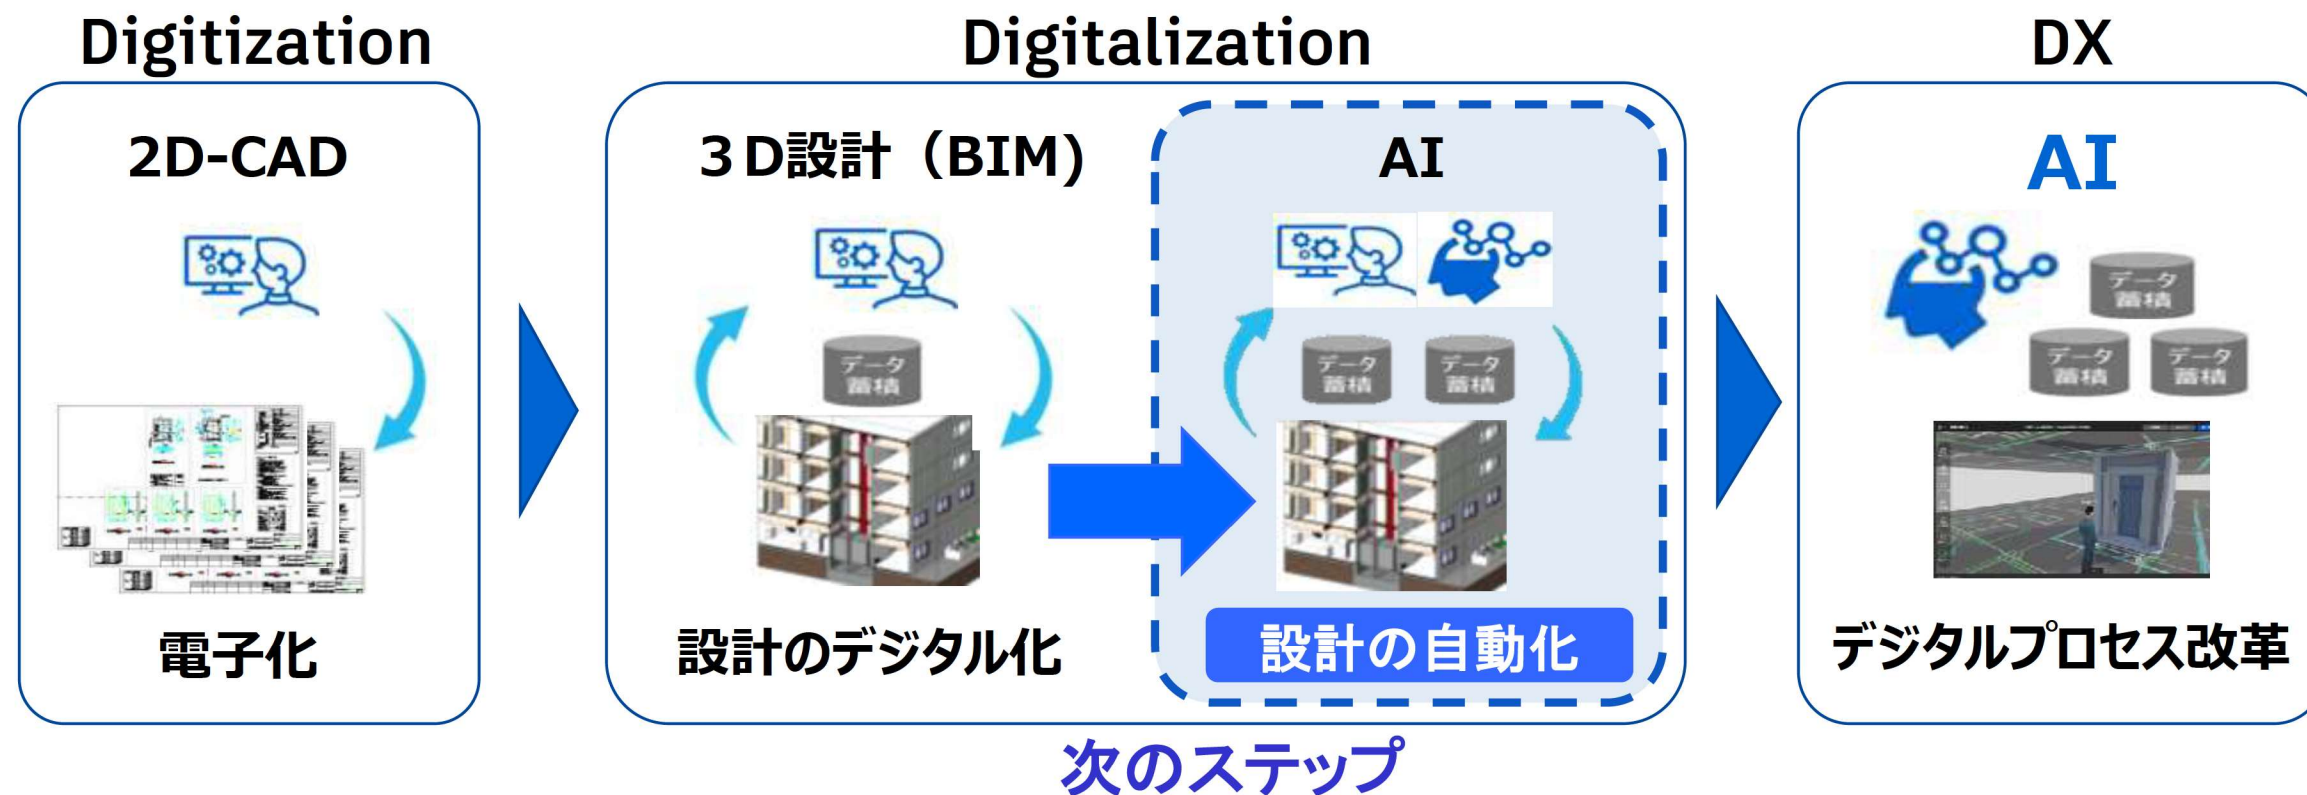 Digitization
2D-CAD
電子化
Digitalization
３D設計（BIM)
データ
蓄積
設計のデジタル化
AI
データ
蓄積
データ
蓄積
設計の自動化
次のステップ
DX
AI
データ
蓄積
データ
蓄積
データ
蓄積
デジタルプロセス改革